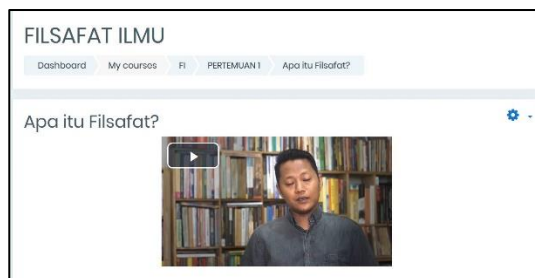 FILSAFAT ILMU
Dashboard My courses FI PERTEMUAN 1 Apa itu Filsafat?
Apa itu Filsafat?